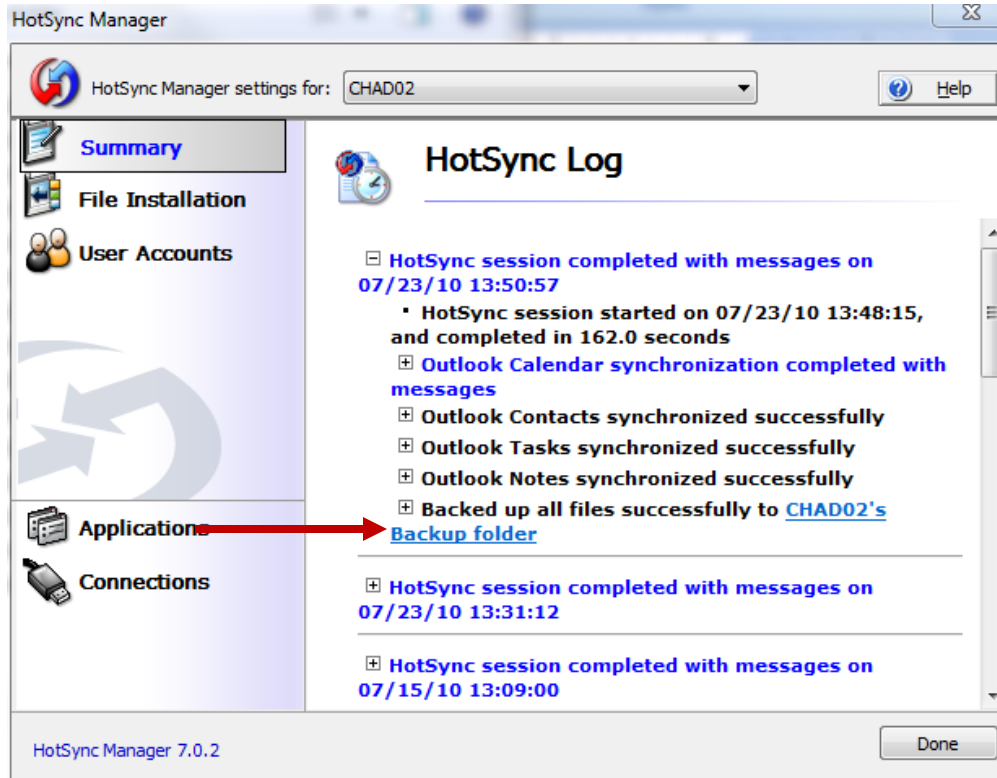 HotSync Manager
HotSync Manager settings for: CHAD02
Help
Summary
File Installation
User Accounts
Applications
Connections
HotSync Log
HotSync session completed with messages on
07/23/10 13:50:57
HotSync session started on 07/23/10 13:48:15,
and completed in 162.0 seconds
Outlook Calendar synchronization completed with
messages
Outlook Contacts synchronized successfully
Outlook Tasks synchronized successfully
Outlook Notes synchronized successfully
Backed up all files successfully to CHAD02's
Backup folder
HotSync session completed with messages on
07/23/10 13:31:12
HotSync session completed with messages on
07/15/10 13:09:00
HotSync Manager 7.0.2
Done